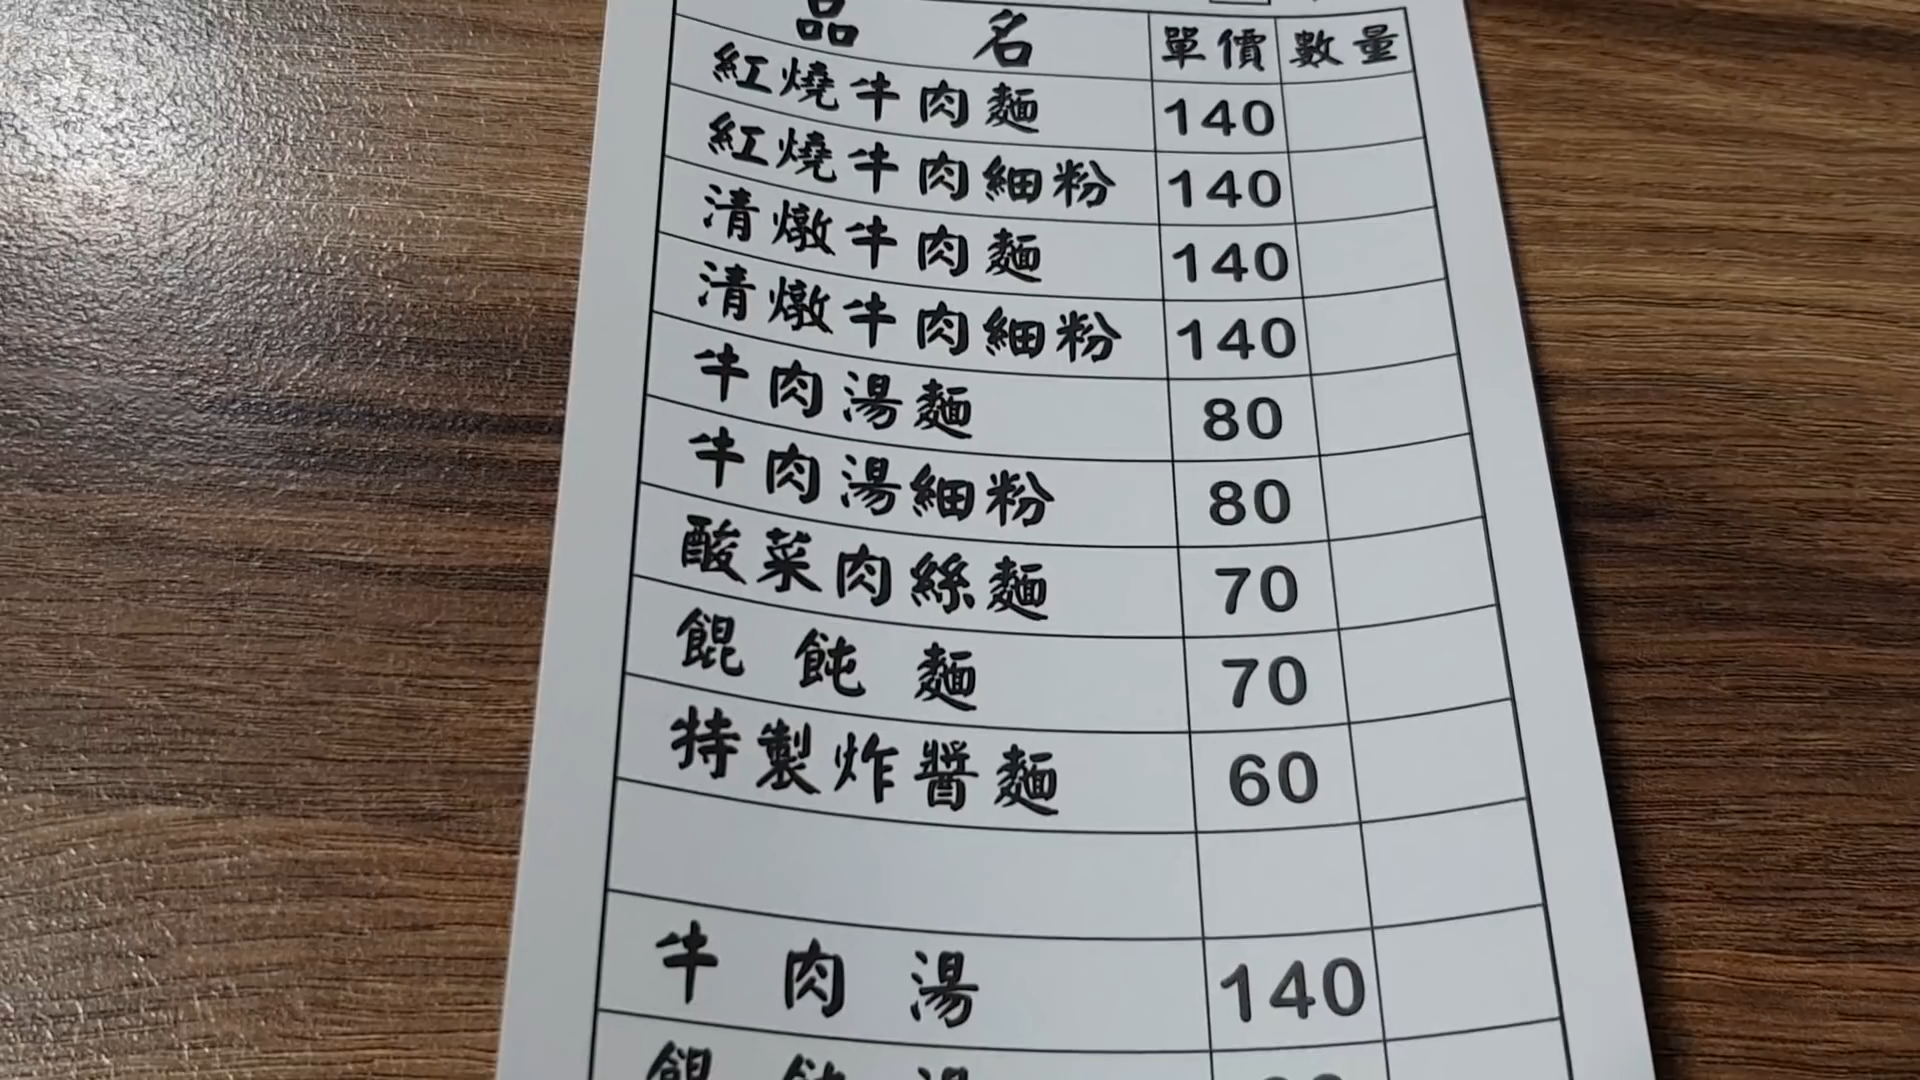 品名 單價 數量
紅燒牛肉麵 140
紅燒牛肉細粉 140
清燉牛肉麵 140
清燉牛肉細粉 140
牛肉湯麵 80
牛肉湯細粉 80
酸菜肉絲麵 70
餛飩麵 70
特製炸醬麵 60
牛肉湯 140
餛飩湯